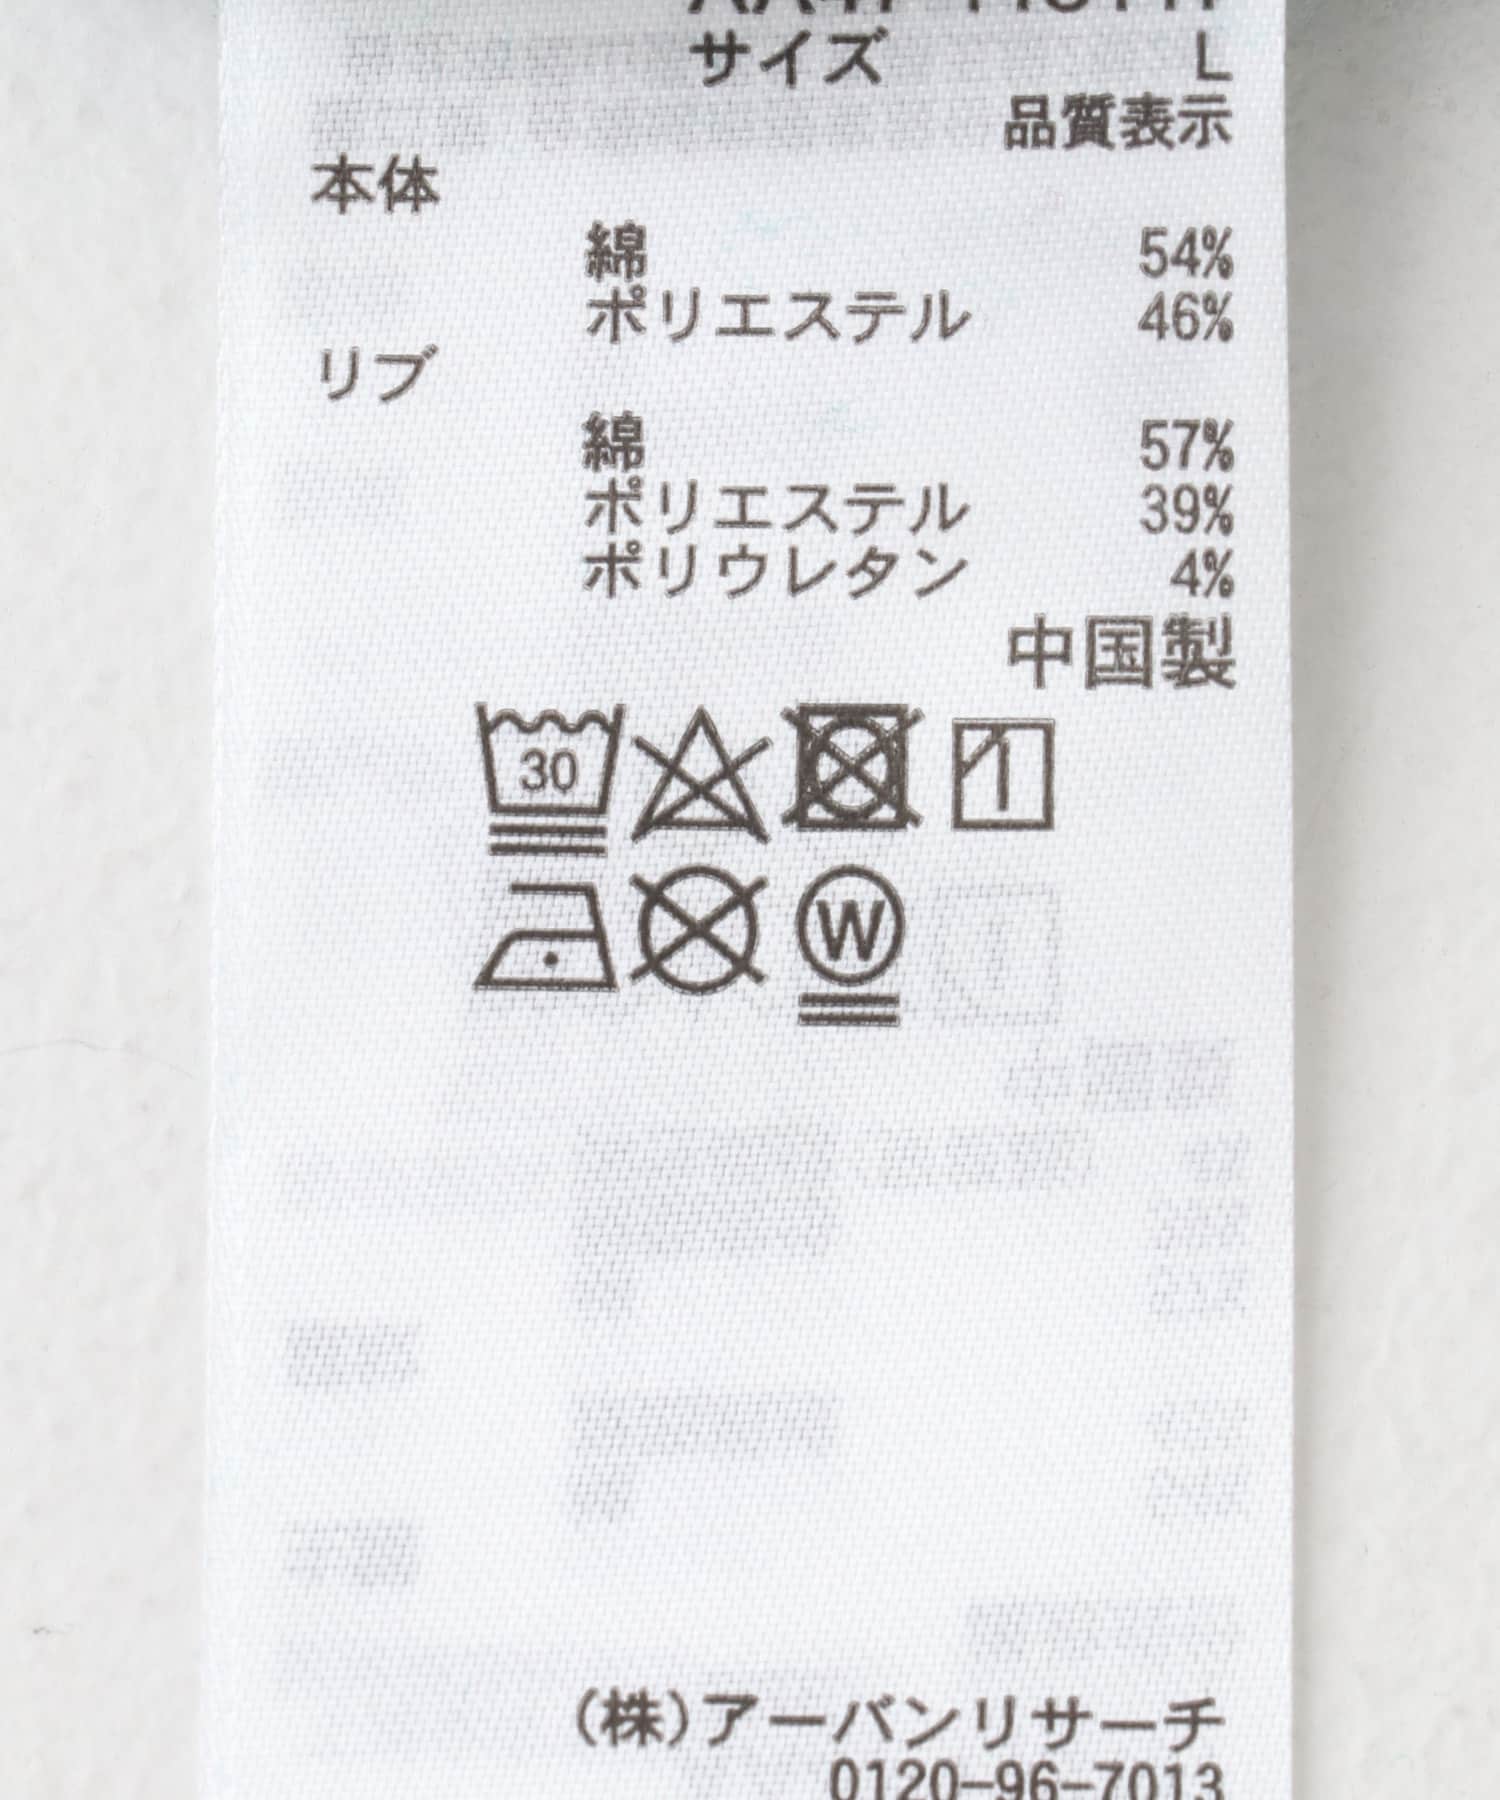 サイズ L
品質表示
本体
綿 54%
ポリエステル 46%
リブ
綿 57%
ポリエステル 39%
ポリウレタン 4%
中国製
30
W
(株)アーバンリサーチ
0120-96-7013